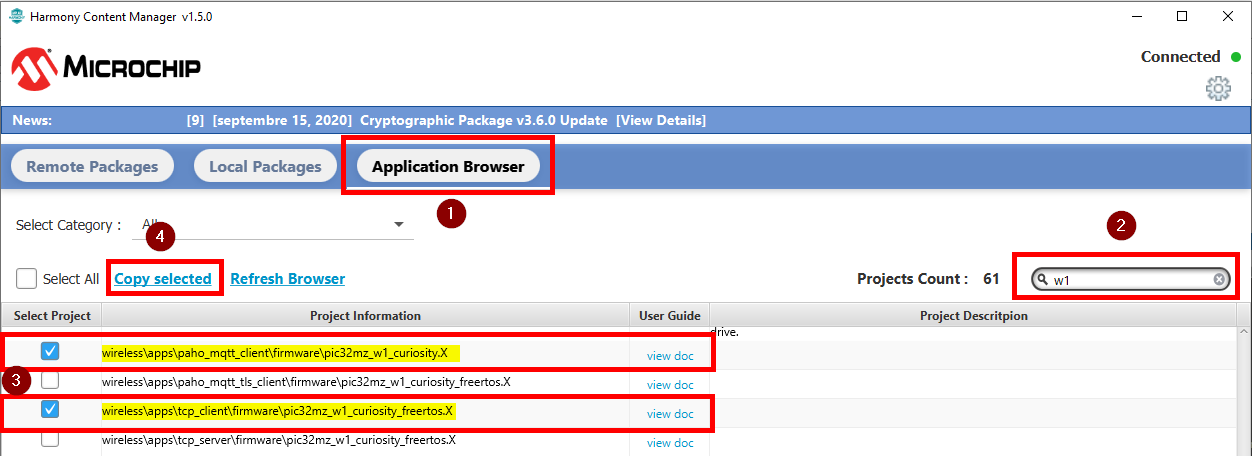 Harmony Content Manager v1.5.0
MICROCHIP
Connected
News: [9] [septembre 15, 2020] Cryptographic Package v3.6.0 Update [View Details]
Remote Packages Local Packages Application Browser
1
Select Category : All
4
2
Select All Copy selected Refresh Browser Projects Count : 61 w1
Select Project Project Information User Guide Project Descritpion
drive.
wireless\apps\paho_mqtt_client\firmware\pic32mz_w1_curiosity.X view doc
3
wireless\apps\paho_mqtt_tls_client\firmware\pic32mz_w1_curiosity_freertos.X view doc
wireless\apps\tcp_client\firmware\pic32mz_w1_curiosity_freertos.X view doc
wireless\apps\tcp_server\firmware\pic32mz_w1_curiosity_freertos.X view doc